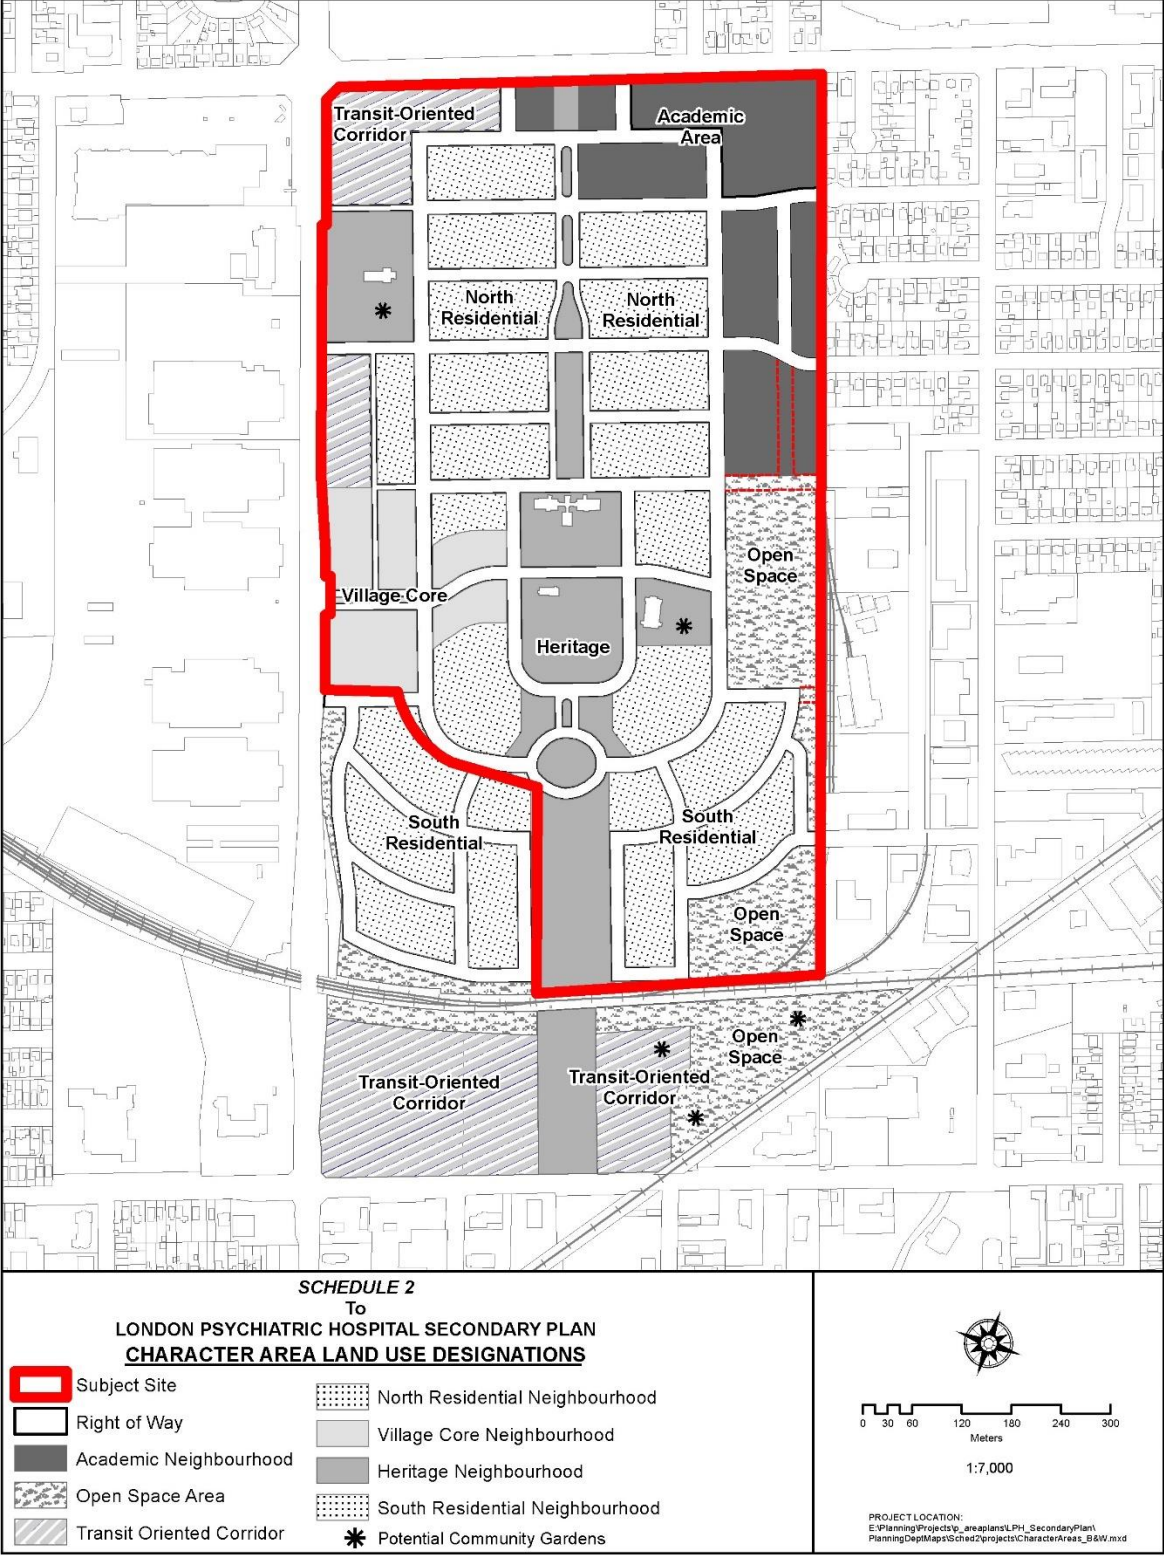 Transit-Oriented
Corridor
Academic
Area
North
Residential
North
Residential
Open
Space
Village Core
Heritage
South
Residential
South
Residential
Open
Space
Open
Space
Transit-Oriented
Corridor
Transit-Oriented
Corridor
SCHEDULE 2
To
LONDON PSYCHIATRIC HOSPITAL SECONDARY PLAN
CHARACTER AREA LAND USE DESIGNATIONS
Subject Site
Right of Way
Academic Neighbourhood
Open Space Area
Transit Oriented Corridor
North Residential Neighbourhood
Village Core Neighbourhood
Heritage Neighbourhood
South Residential Neighbourhood
Potential Community Gardens
0 30 60 120 180 240 300
Meters
1:7,000
PROJECT LOCATION:
E:\Planning\Projects\p_areaplans\LPH_SecondaryPlan\
PlanningDeptMaps\Sched2\projects\CharacterAreas_B&W.mxd